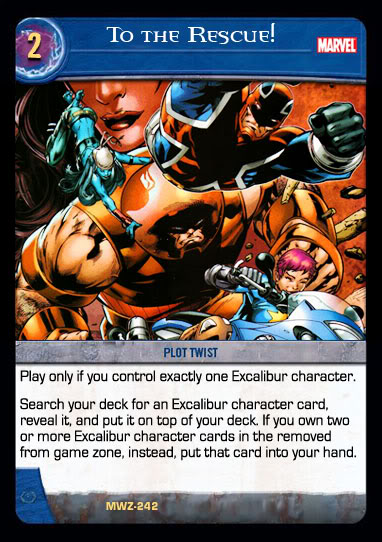 2
To the Rescue!
MARVEL
PLOT TWIST
Play only if you control exactly one Excalibur character.
Search your deck for an Excalibur character card,
reveal it, and put it on top of your deck. If you own two
or more Excalibur character cards in the removed
from game zone, instead, put that card into your hand.
MWZ-242